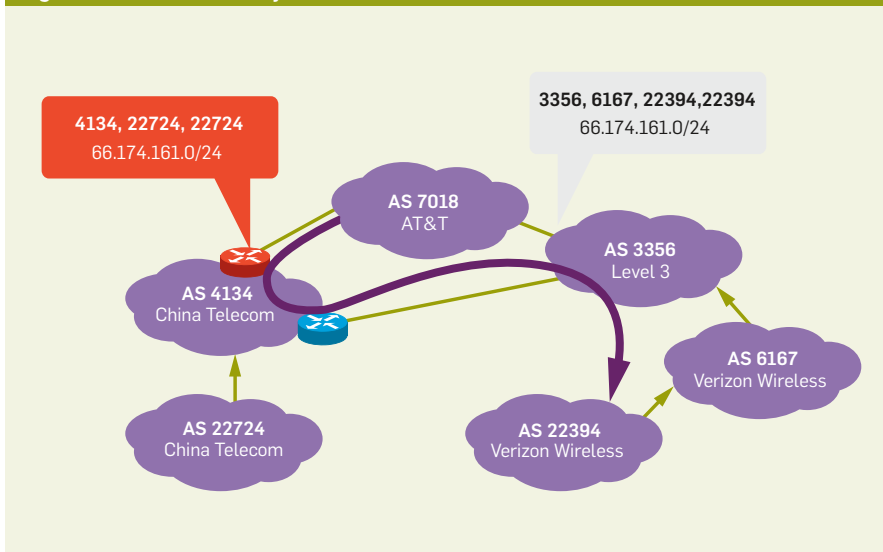 4134, 22724, 22724
66.174.161.0/24
3356, 6167, 22394,22394
66.174.161.0/24
AS 7018
AT&T
AS 3356
Level 3
AS 4134
China Telecom
AS 6167
Verizon Wireless
AS 22724
China Telecom
AS 22394
Verizon Wireless